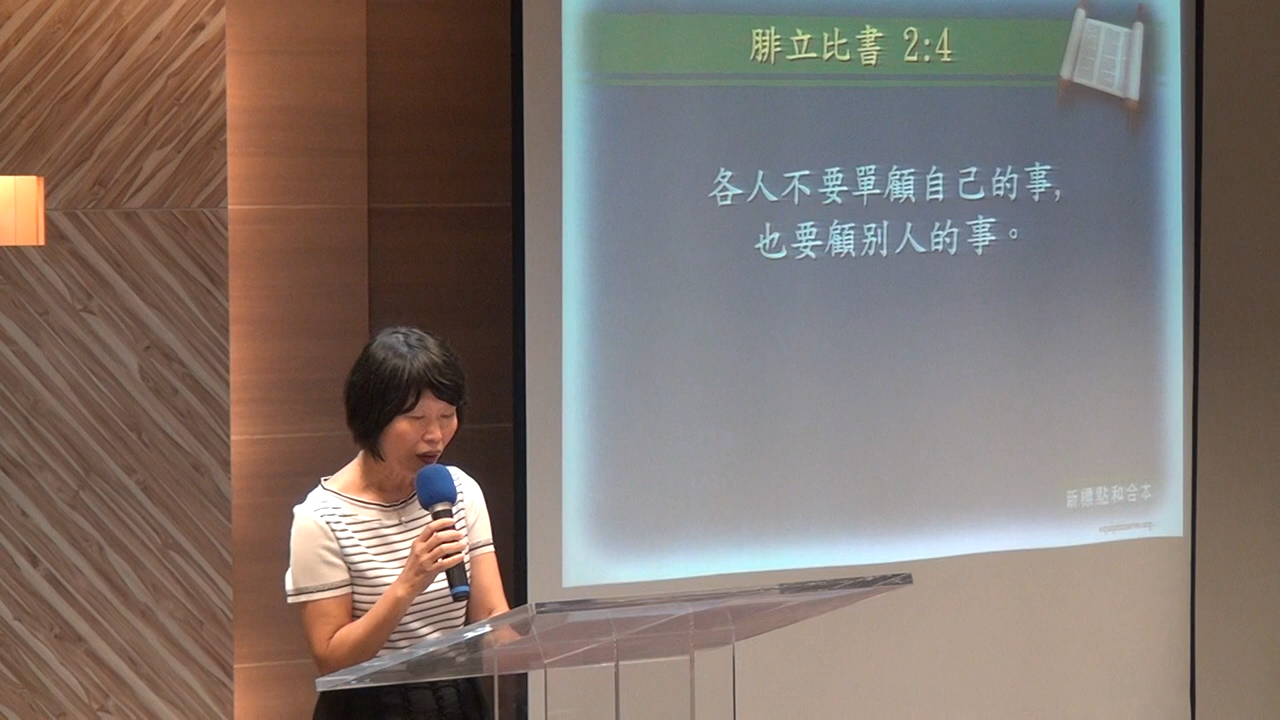 腓立比書 2:4
各人不要單顧自己的事,
也要顧別人的事。
新標點和合本